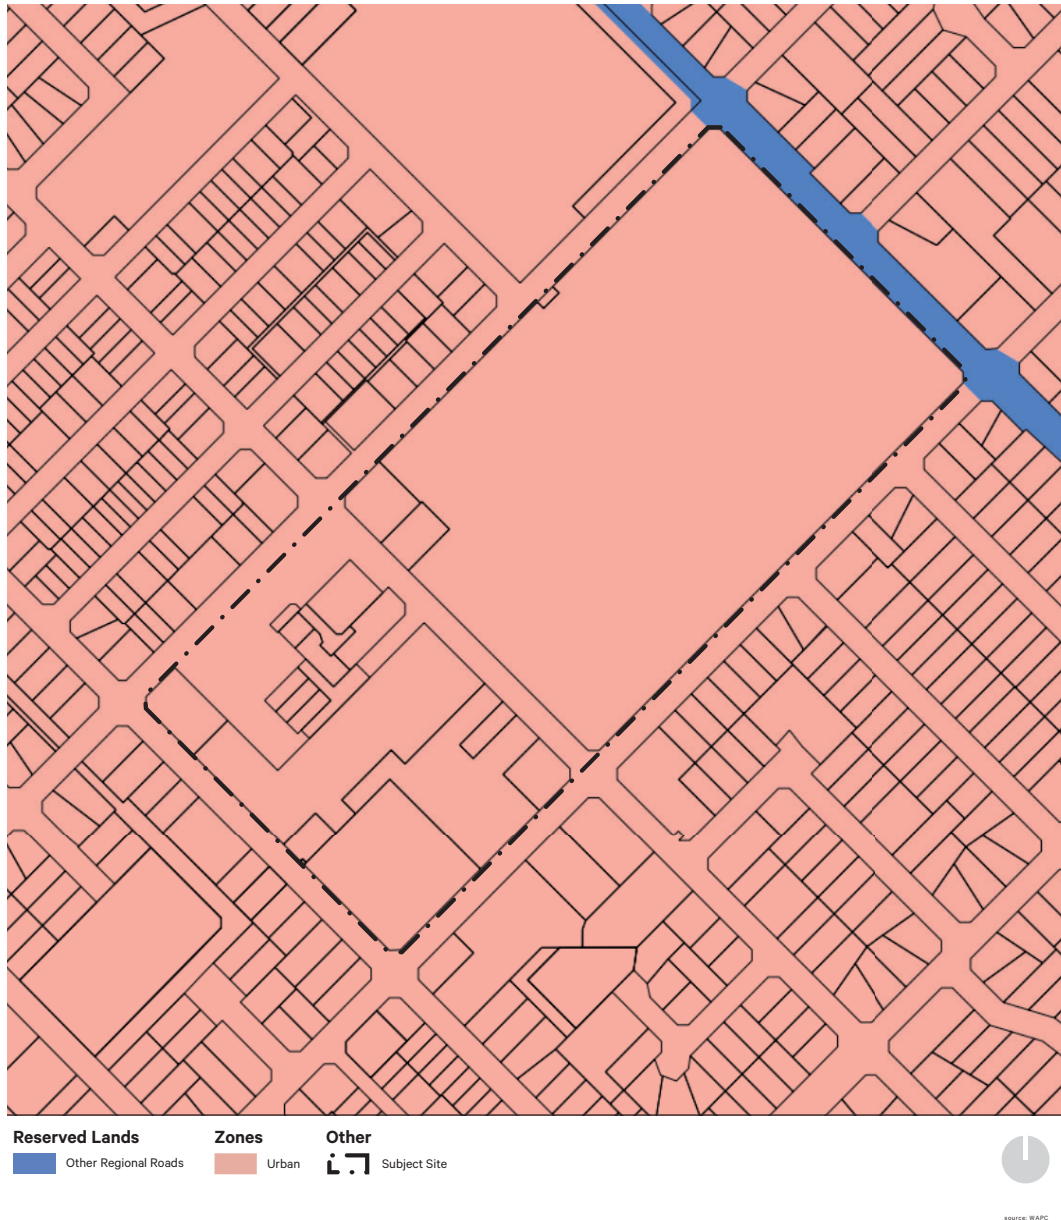 Reserved Lands
Other Regional Roads
Zones
Urban
Other
Subject Site
source: WAPC